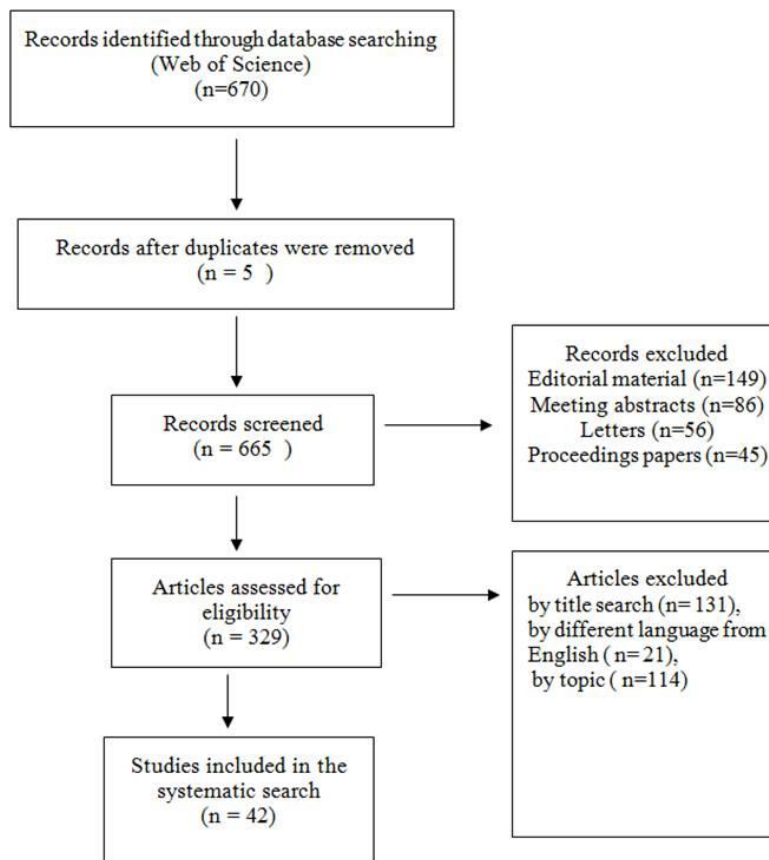 Records identified through database searching
(Web of Science)
(n=670)
Records after duplicates were removed
(n = 5 )
Records screened
(n = 665 )
Records excluded
Editorial material (n=149)
Meeting abstracts (n=86)
Letters (n=56)
Proceedings papers (n=45)
Articles assessed for
eligibility
(n = 329)
Articles excluded
by title search (n= 131),
by different language from
English ( n=21),
by topic ( n=114)
Studies included in the
systematic search
(n = 42)